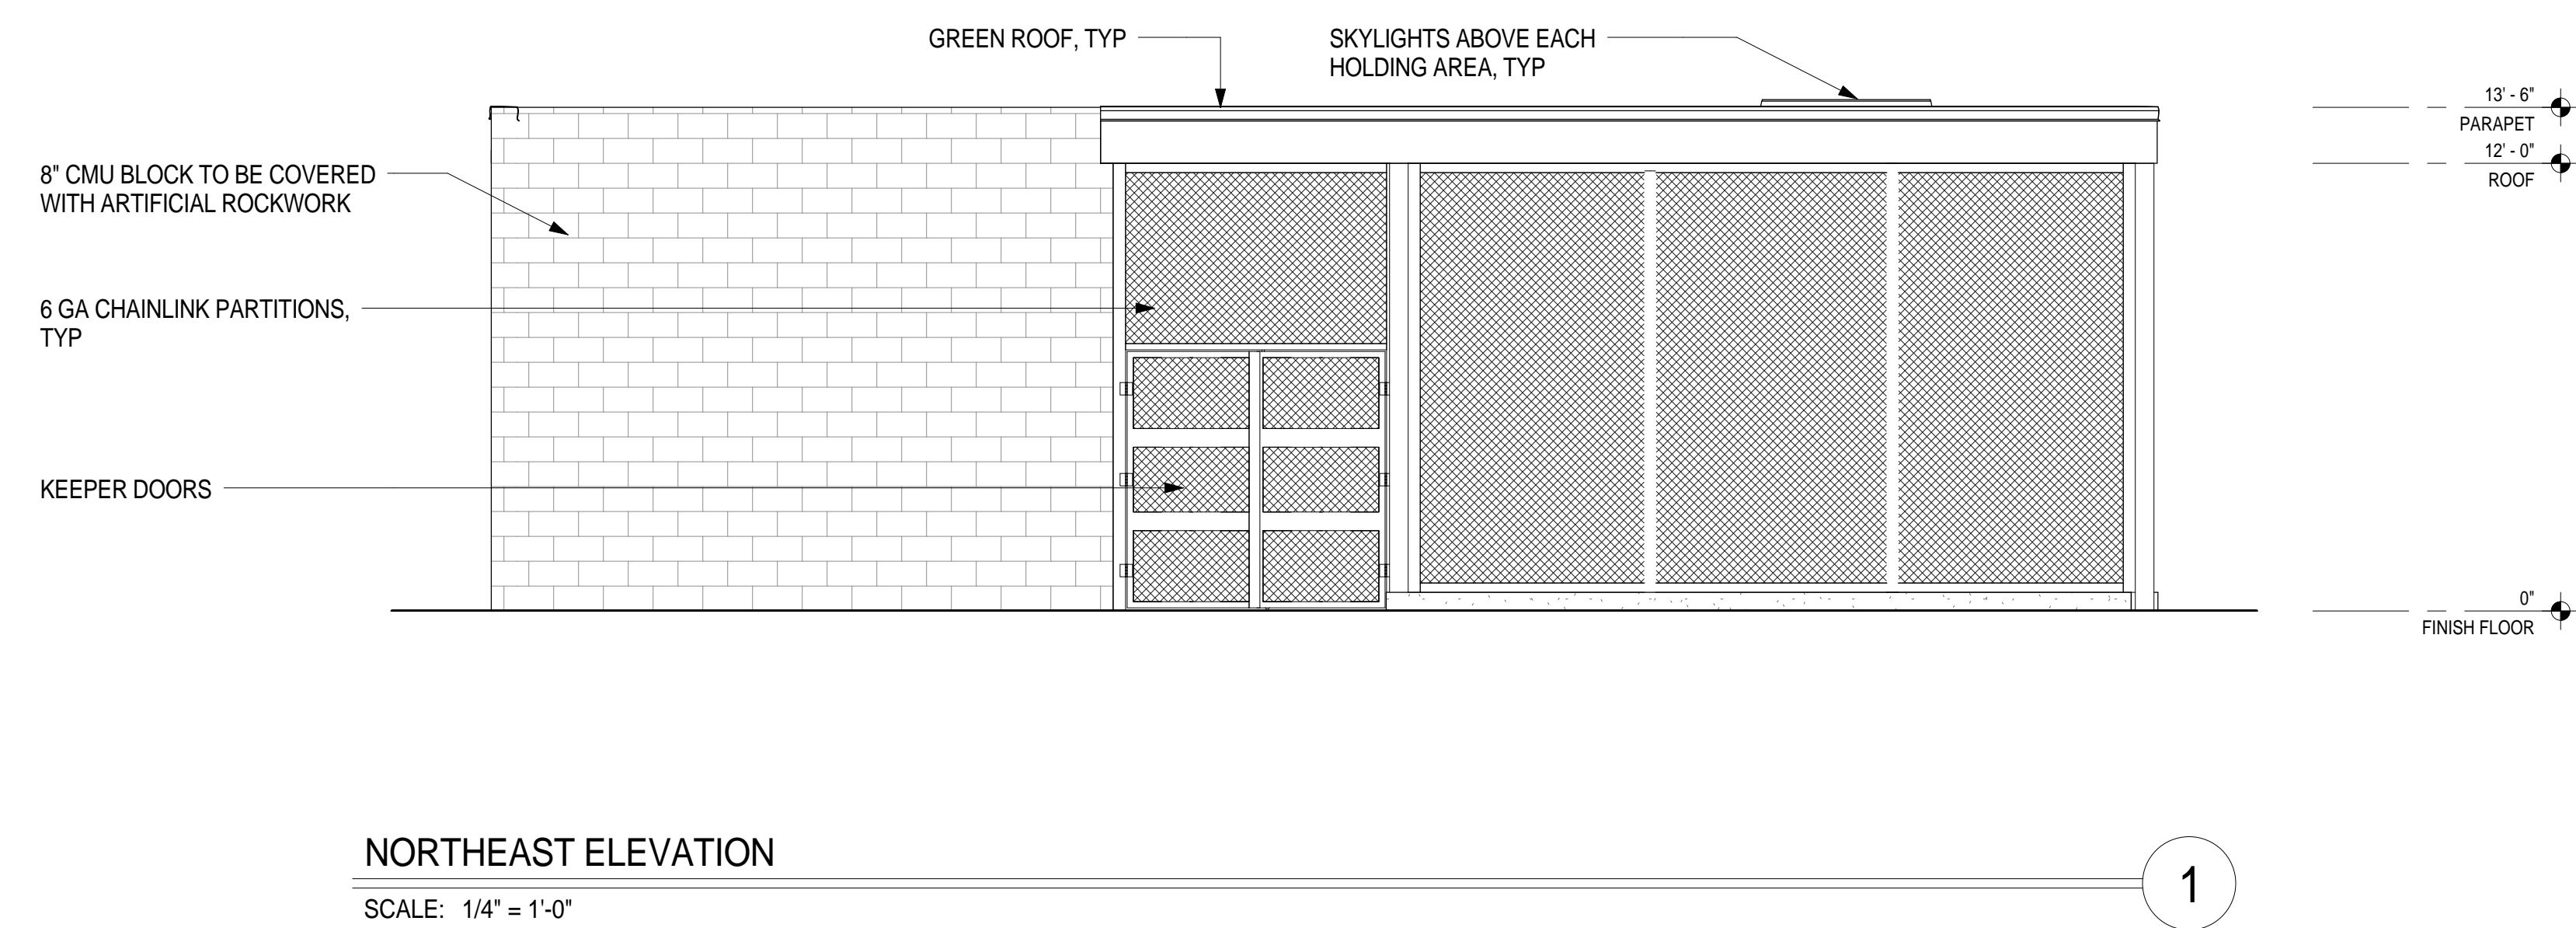 GREEN ROOF, TYP
SKYLIGHTS ABOVE EACH
HOLDING AREA, TYP
13' - 6"
PARAPET
12' - 0"
ROOF
8" CMU BLOCK TO BE COVERED
WITH ARTIFICIAL ROCKWORK
6 GA CHAINLINK PARTITIONS,
TYP
KEEPER DOORS
0"
FINISH FLOOR
NORTHEAST ELEVATION
1
SCALE: 1/4" = 1'-0"